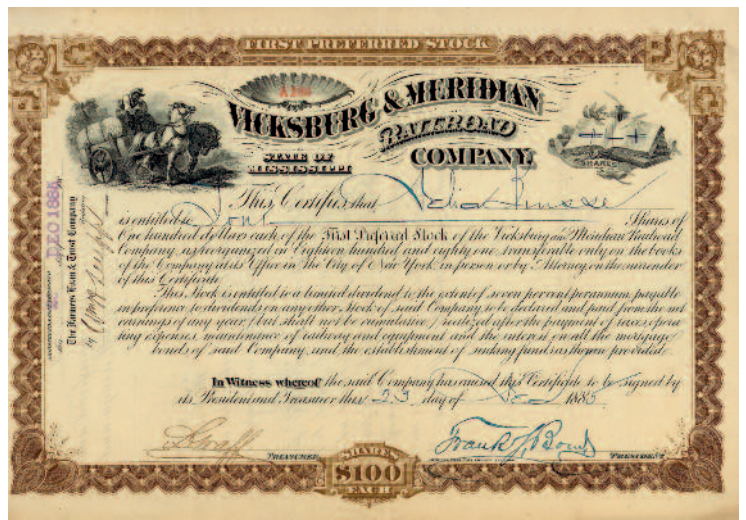 FIRST PREFERRED STOCK
VICKSBURG & MERIDIAN
RAILROAD
COMPANY.
STATE OF
MISSISSIPPI
SHARES
DEC 1885
The Farmers Loan & Trust Company
This Certifies that
is entitled to Shares of
One hundred dollars each of the First Preferred Stock of the Vicksburg and Meridian Railroad
Company, as reorganized in Eighteen hundred and eighty one, transferable only on the books
of the Company at its Office in The City of New York, in person or by Attorney, on the surrender
of this Certificate
This Stock is entitled to a limited dividend to the extent of seven per cent per annum, payable
in preference to dividends on any other stock of said Company, to be declared and paid from the net
earnings of any year, (but shall not be cumulative) realized after the payment of taxes, opera
ting expenses, maintenance of railway and equipment and the interest on all the mortgage
bonds of said Company, and the establishment of sinking funds as therein provided.
In Witness whereof the said Company has caused this Certificate to be signed by
its President and Treasurer this 23 day of 1885
TREASURER
Frank S. Bond
PRESIDENT
SHARES
$100
EACH